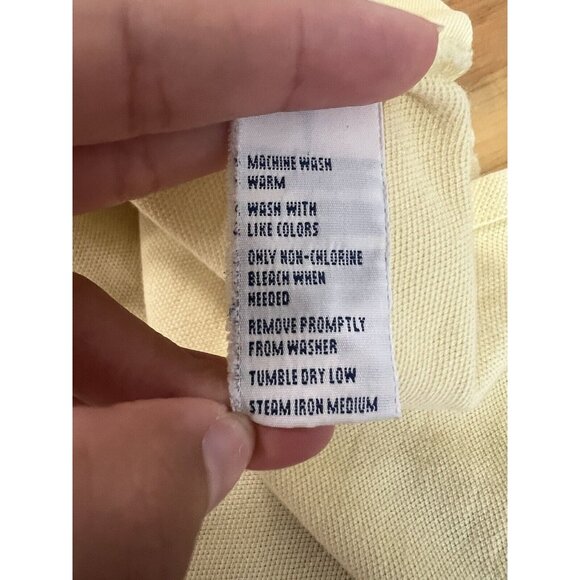 MACHINE WASH
WARM
WASH WITH
LIKE COLORS
ONLY NON-CHLORINE
BLEACH WHEN
NEEDED
REMOVE PROMPTLY
FROM WASHER
TUMBLE DRY LOW
STEAM IRON MEDIUM